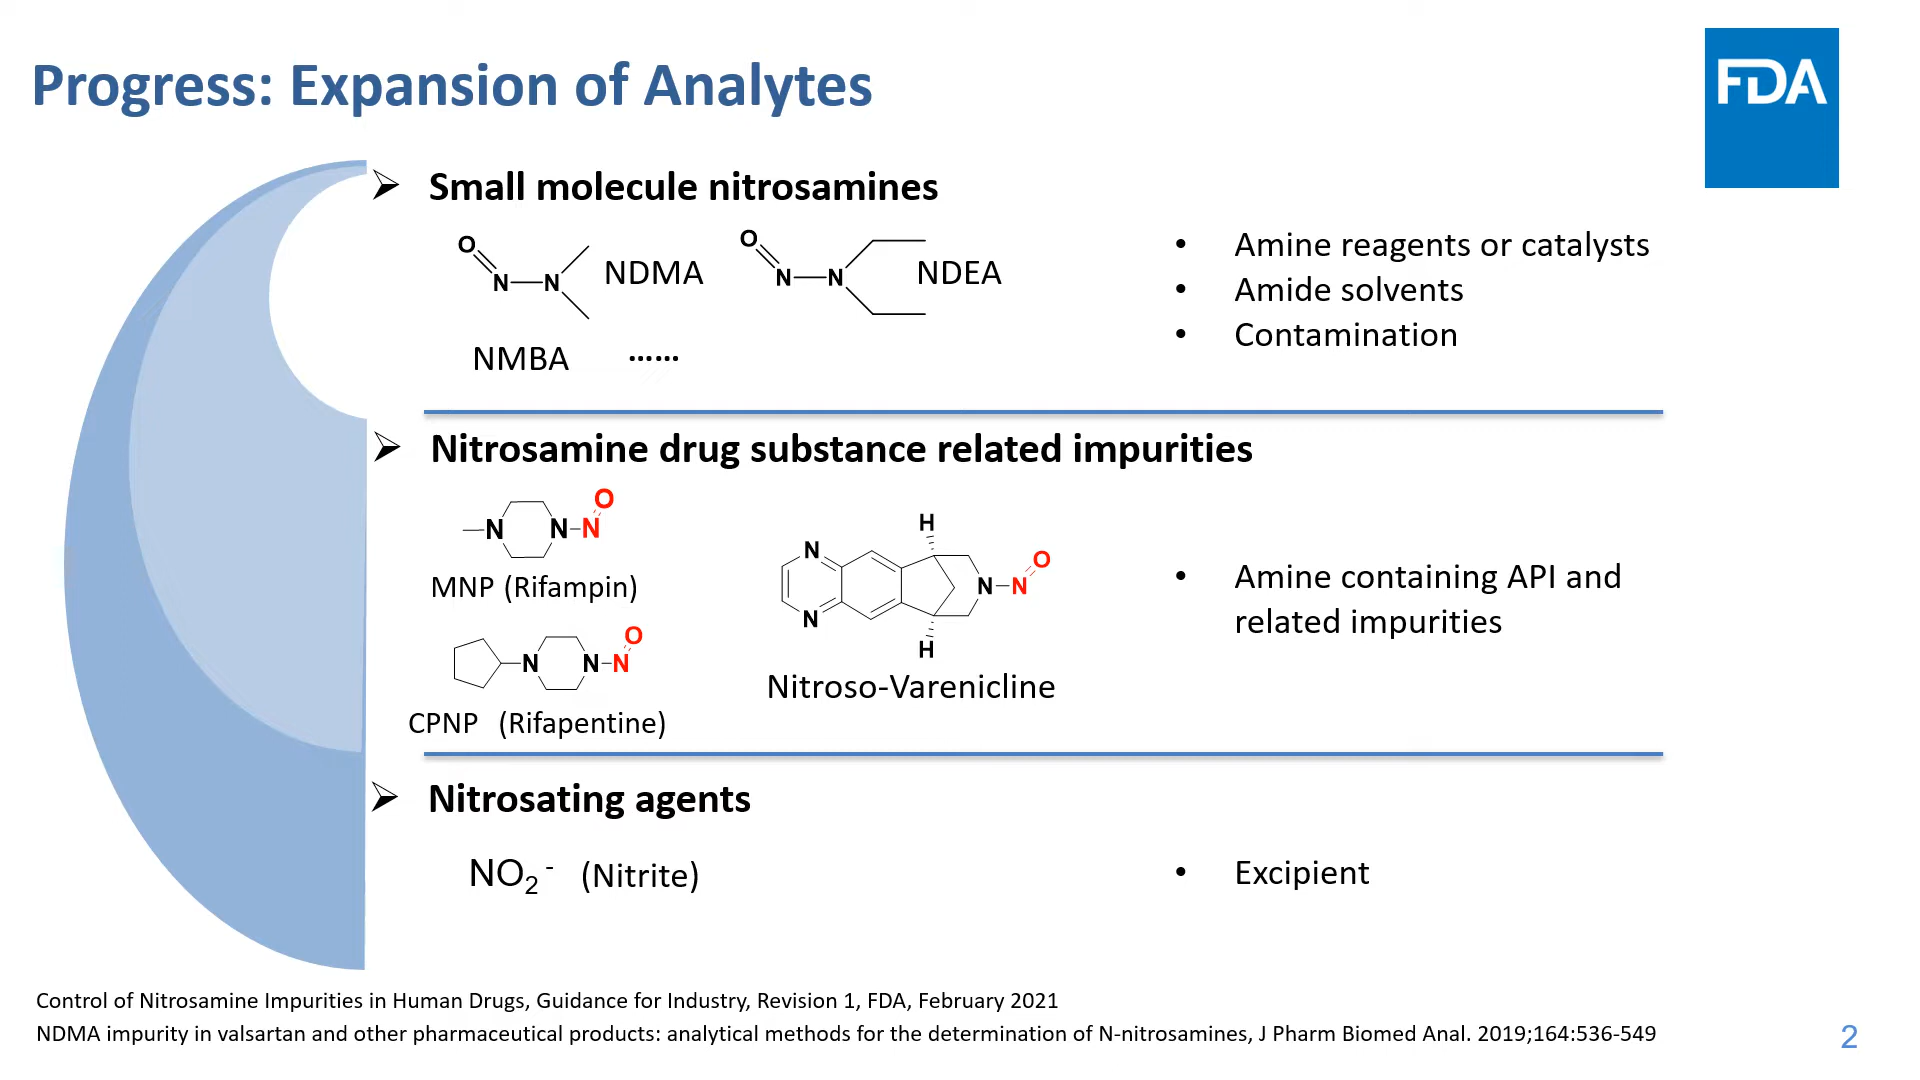 Progress: Expansion of Analytes
FDA
Small molecule nitrosamines
O
N N
NDMA
O
N N
NDEA
NMBA ......
• Amine reagents or catalysts
• Amide solvents
• Contamination
Nitrosamine drug substance related impurities
O
N N N
MNP (Rifampin)
O
N N N
CPNP (Rifapentine)
H
N O
N N
N
H
Nitroso-Varenicline
• Amine containing API and
related impurities
Nitrosating agents
NO₂⁻ (Nitrite)
• Excipient
Control of Nitrosamine Impurities in Human Drugs, Guidance for Industry, Revision 1, FDA, February 2021
NDMA impurity in valsartan and other pharmaceutical products: analytical methods for the determination of N-nitrosamines, J Pharm Biomed Anal. 2019;164:536-549
2